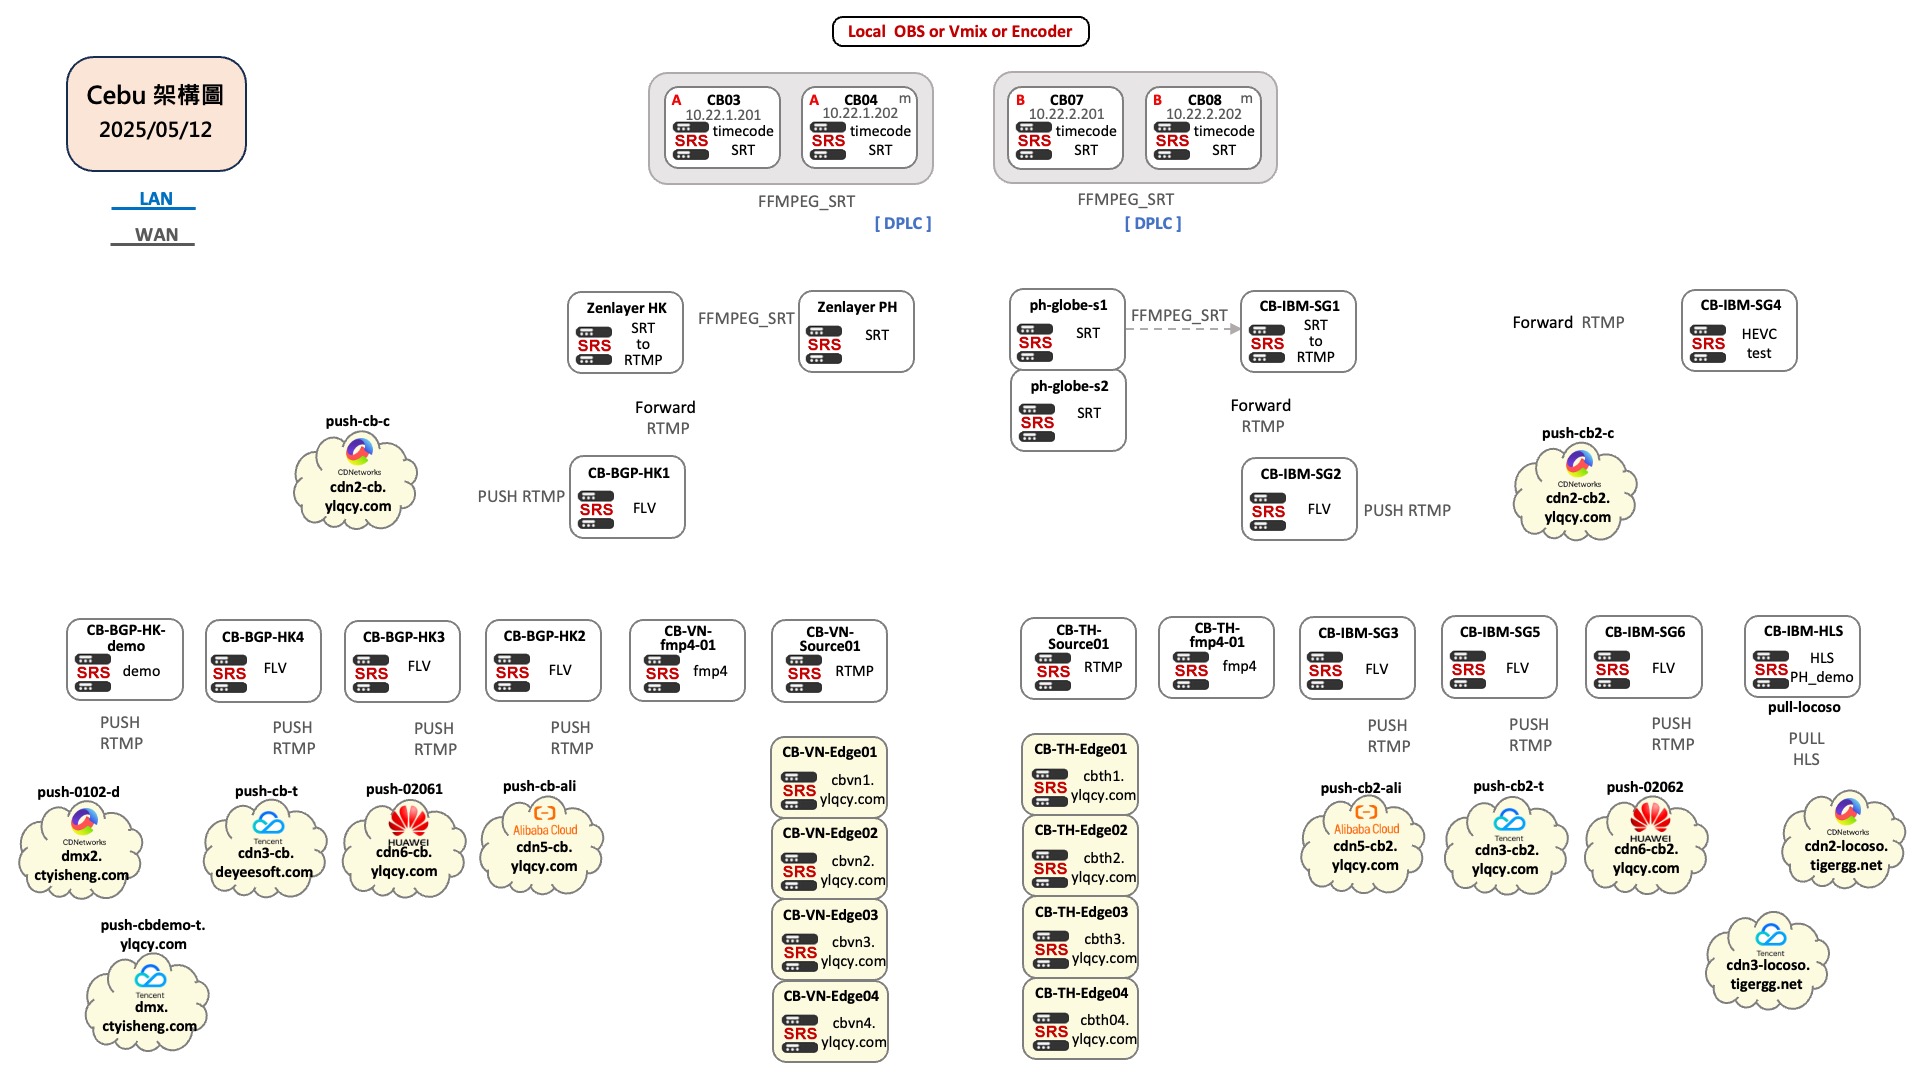 Local  OBS or Vmix or Encoder
Cebu 架構圖
2025/05/12
LAN
WAN
A CB03
10.22.1.201
timecode
SRS
SRT
A CB04 m
10.22.1.202
timecode
SRS
SRT
FFMPEG_SRT
[ DPLC ]
B CB07
10.22.2.201
timecode
SRS
SRT
B CB08 m
10.22.2.202
timecode
SRS
SRT
FFMPEG_SRT
[ DPLC ]
Zenlayer HK
SRT
SRS to
RTMP
FFMPEG_SRT
Zenlayer PH
SRT
SRS
ph-globe-s1
SRT
SRS
FFMPEG_SRT
CB-IBM-SG1
SRT
SRS to
RTMP
Forward RTMP
CB-IBM-SG4
HEVC
SRS
test
ph-globe-s2
SRT
SRS
Forward
RTMP
Forward
RTMP
push-cb-c
CDNetworks
cdn2-cb.
ylqcy.com
PUSH RTMP
CB-BGP-HK1
SRS FLV
CB-IBM-SG2
SRS FLV
PUSH RTMP
push-cb2-c
CDNetworks
cdn2-cb2.
ylqcy.com
CB-BGP-HK-
demo
SRS demo
CB-BGP-HK4
FLV
SRS
CB-BGP-HK3
FLV
SRS
CB-BGP-HK2
FLV
SRS
CB-VN-
fmp4-01
SRS fmp4
CB-VN-
Source01
SRS RTMP
CB-TH-
Source01
RTMP
SRS
CB-TH-
fmp4-01
fmp4
SRS
CB-IBM-SG3
SRS FLV
CB-IBM-SG5
SRS FLV
CB-IBM-SG6
SRS FLV
CB-IBM-HLS
HLS
SRS
PH_demo
pull-locoso
PUSH
RTMP
PUSH
RTMP
PUSH
RTMP
PUSH
RTMP
PUSH
RTMP
PUSH
RTMP
PUSH
RTMP
PULL
HLS
push-0102-d
CDNetworks
dmx2.
ctyisheng.com
push-cb-t
Tencent
cdn3-cb.
deyeesoft.com
push-02061
HUAWEI
cdn6-cb.
ylqcy.com
push-cb-ali
Alibaba Cloud
cdn5-cb.
ylqcy.com
CB-VN-Edge01
cbvn1.
SRS
ylqcy.com
CB-VN-Edge02
cbvn2.
SRS
ylqcy.com
CB-VN-Edge03
cbvn3.
SRS
ylqcy.com
CB-VN-Edge04
cbvn4.
SRS
ylqcy.com
CB-TH-Edge01
cbth1.
SRS
ylqcy.com
CB-TH-Edge02
cbth2.
SRS
ylqcy.com
CB-TH-Edge03
cbth3.
SRS
ylqcy.com
CB-TH-Edge04
cbth04.
SRS
ylqcy.com
push-cb2-ali
Alibaba Cloud
cdn5-cb2.
ylqcy.com
push-cb2-t
Tencent
cdn3-cb2.
ylqcy.com
push-02062
HUAWEI
cdn6-cb2.
ylqcy.com
CDNetworks
cdn2-locoso.
tigergg.net
push-cbdemo-t.
ylqcy.com
Tencent
dmx.
ctyisheng.com
Tencent
cdn3-locoso.
tigergg.net